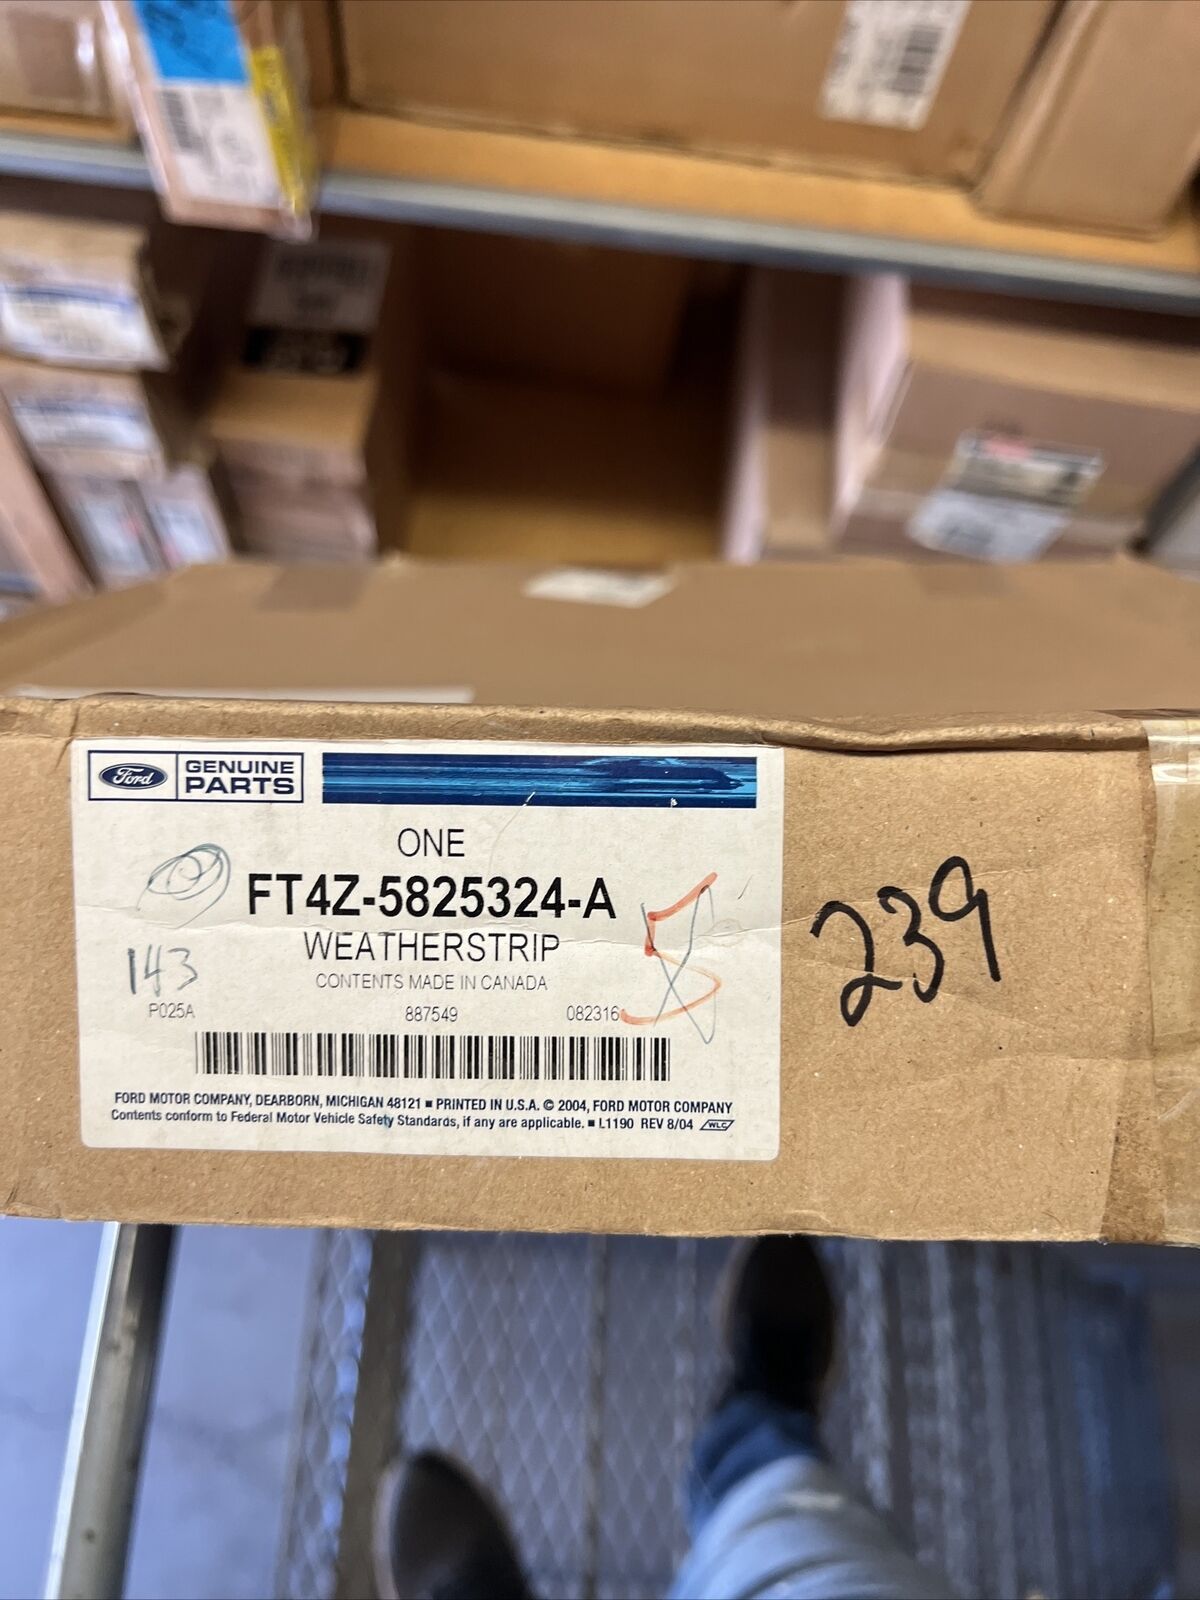 Ford GENUINE PARTS
ONE
FT4Z-5825324-A
WEATHERSTRIP
CONTENTS MADE IN CANADA
143
P025A 887549 082316
5
239
FORD MOTOR COMPANY, DEARBORN, MICHIGAN 48121 ■ PRINTED IN U.S.A. © 2004, FORD MOTOR COMPANY
Contents conform to Federal Motor Vehicle Safety Standards, if any are applicable. ■ L1190 REV 8/04 WLC